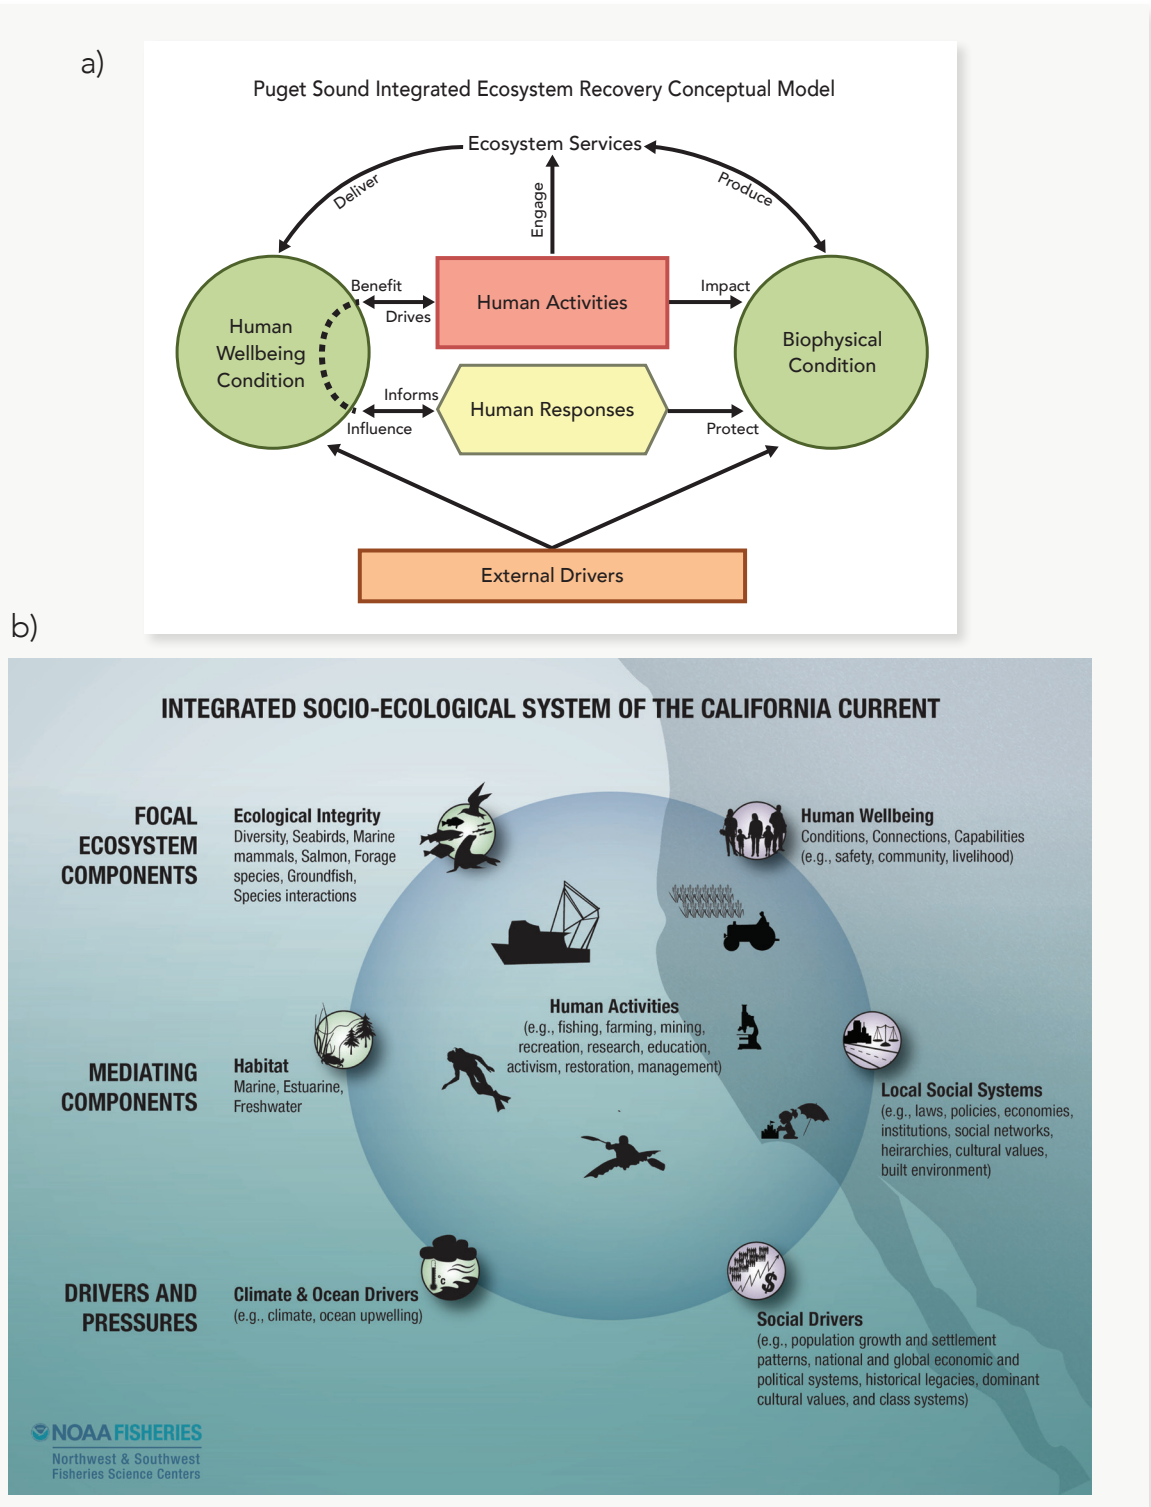 a)
Puget Sound Integrated Ecosystem Recovery Conceptual Model
Ecosystem Services
Deliver
Engage
Produce
Benefit
Drives
Human Activities
Impact
Human
Wellbeing
Condition
Biophysical
Condition
Informs
Influence
Human Responses
Protect
External Drivers
b)
INTEGRATED SOCIO-ECOLOGICAL SYSTEM OF THE CALIFORNIA CURRENT
FOCAL
ECOSYSTEM
COMPONENTS
Ecological Integrity
Diversity, Seabirds, Marine
mammals, Salmon, Forage
species, Groundfish,
Species interactions
Human Wellbeing
Conditions, Connections, Capabilities
(e.g., safety, community, livelihood)
Human Activities
(e.g., fishing, farming, mining,
recreation, research, education,
activism, restoration, management)
MEDIATING
COMPONENTS
Habitat
Marine, Estuarine,
Freshwater
Local Social Systems
(e.g., laws, policies, economies,
institutions, social networks,
heirarchies, cultural values,
built environment)
DRIVERS AND
PRESSURES
Climate & Ocean Drivers
(e.g., climate, ocean upwelling)
°C
$
Social Drivers
(e.g., population growth and settlement
patterns, national and global economic and
political systems, historical legacies, dominant
cultural values, and class systems)
NOAA FISHERIES
Northwest & Southwest
Fisheries Science Centers